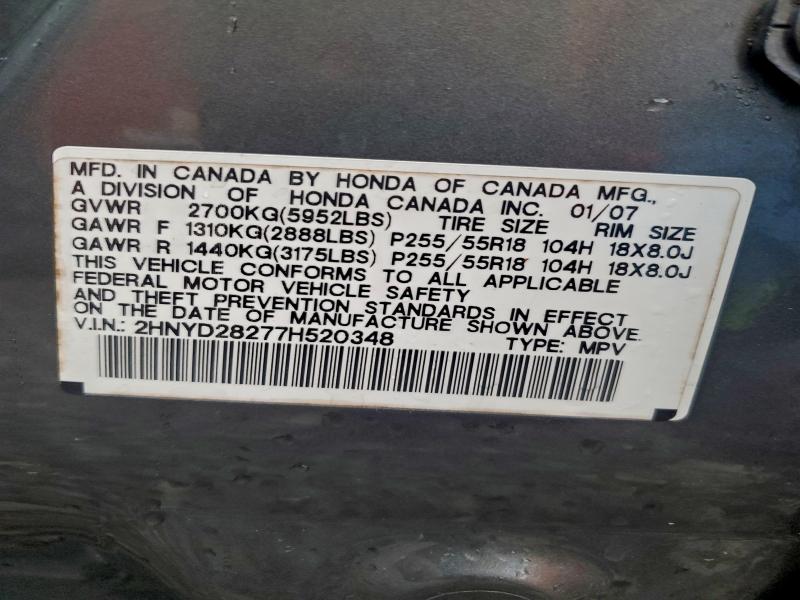 MFD. IN CANADA BY HONDA OF CANADA MFG.,
A DIVISION OF HONDA CANADA INC. 01/07
GVWR 2700KG(5952LBS) TIRE SIZE RIM SIZE
GAWR F 1310KG(2888LBS) P255/55R18 104H 18X8.0J
GAWR R 1440KG(3175LBS) P255/55R18 104H 18X8.0J
THIS VEHICLE CONFORMS TO ALL APPLICABLE
FEDERAL MOTOR VEHICLE SAFETY
AND THEFT PREVENTION STANDARDS IN EFFECT
ON THE DATE OF MANUFACTURE SHOWN ABOVE.
V.I.N.: 2HNYD28277H520348 TYPE: MPV